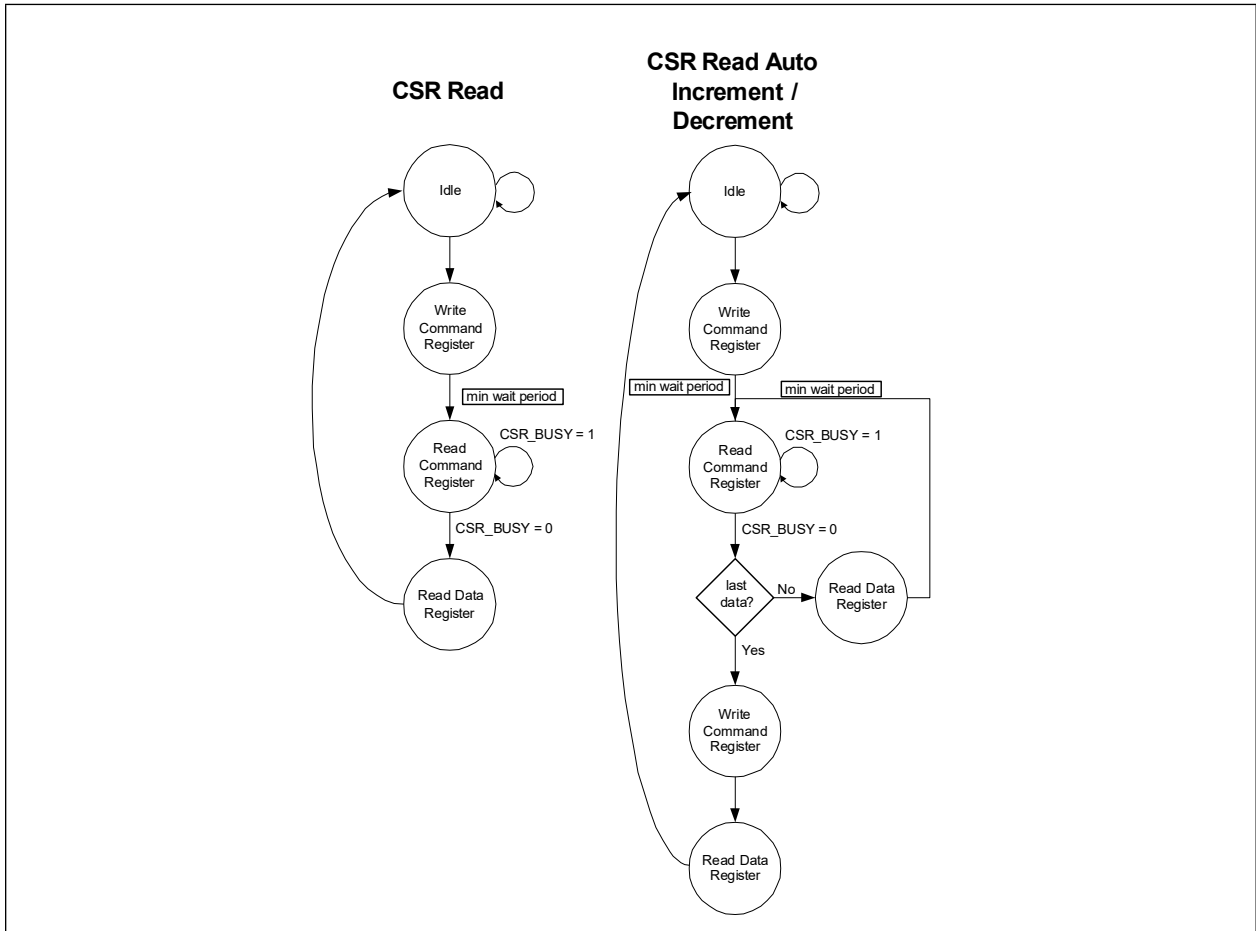 CSR Read
Idle
Write
Command
Register
min wait period
Read
Command
Register
CSR_BUSY = 1
CSR_BUSY = 0
Read Data
Register
CSR Read Auto
Increment /
Decrement
Idle
Write
Command
Register
min wait period
min wait period
Read
Command
Register
CSR_BUSY = 1
CSR_BUSY = 0
last
data?
No
Read Data
Register
Yes
Write
Command
Register
Read Data
Register